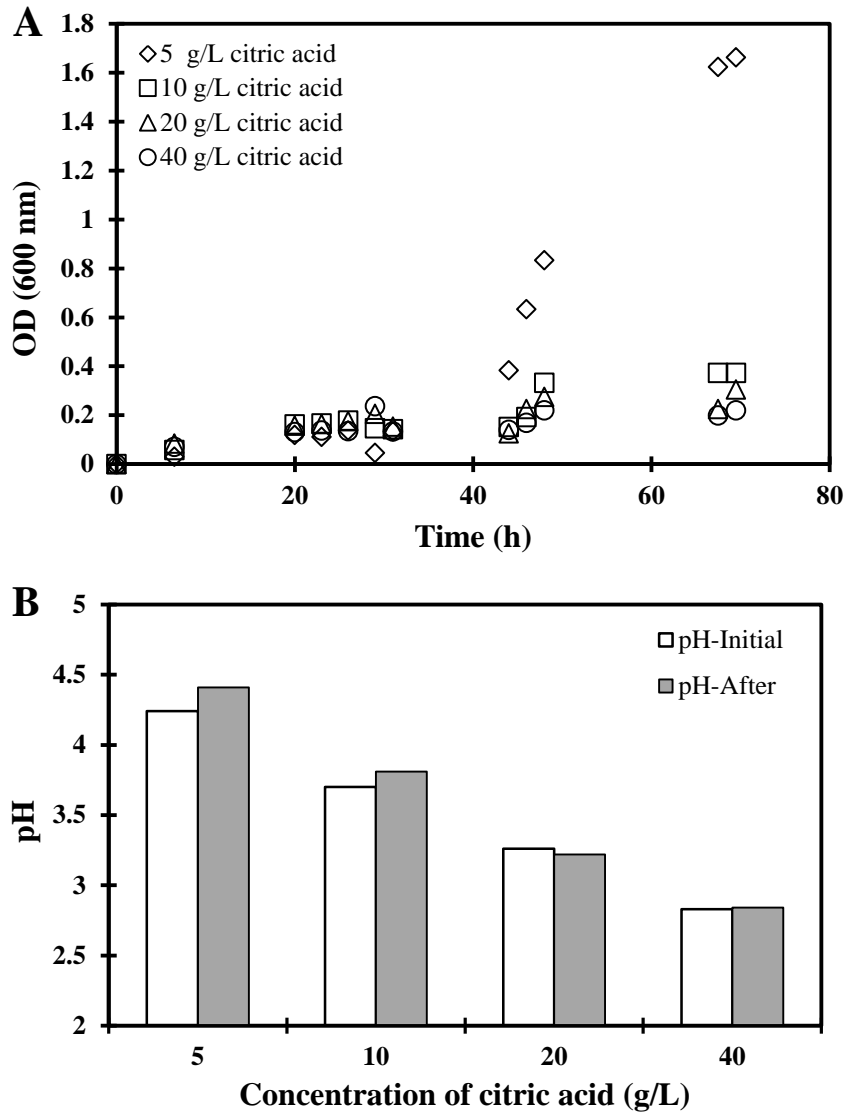 A
5 g/L citric acid
10 g/L citric acid
20 g/L citric acid
40 g/L citric acid
1.8
1.6
1.4
1.2
1
0.8
0.6
0.4
0.2
0
OD (600 nm)
0 20 40 60 80
Time (h)
B
pH-Initial
pH-After
5
4.5
4
3.5
3
2.5
2
pH
5 10 20 40
Concentration of citric acid (g/L)